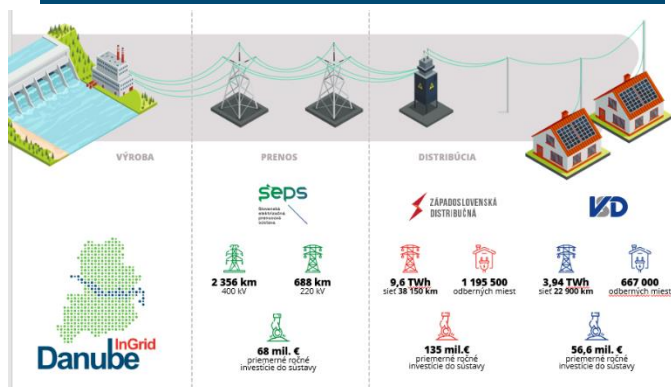 VÝROBA
PRENOS
DISTRIBÚCIA
seps
Slovenská
elektrizačná
prenosová
sústava
ZÁPADOSLOVENSKÁ
DISTRIBUČNÁ
VSD
2 356 km
400 kV
688 km
220 kV
9,6 TWh
sieť 38 150 km
1 195 500
odberných miest
3,94 TWh
sieť 22 900 km
667 000
odberných miest
InGrid
Danube
68 mil. €
priemerné ročné
investície do sústavy
135 mil. €
priemerné ročné
investície do sústavy
56,6 mil. €
priemerné ročné
investície do sústavy